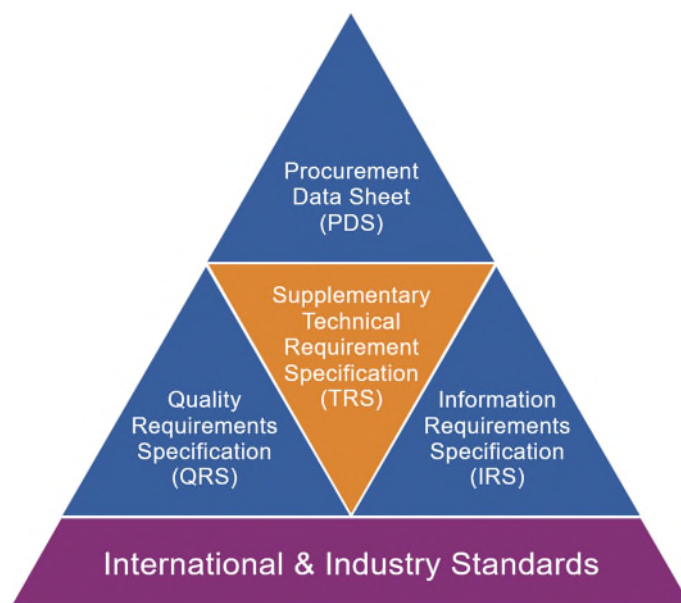 Procurement
Data Sheet
(PDS)
Supplementary
Technical
Requirement
Specification
(TRS)
Quality
Requirements
Specification
(QRS)
Information
Requirements
Specification
(IRS)
International & Industry Standards